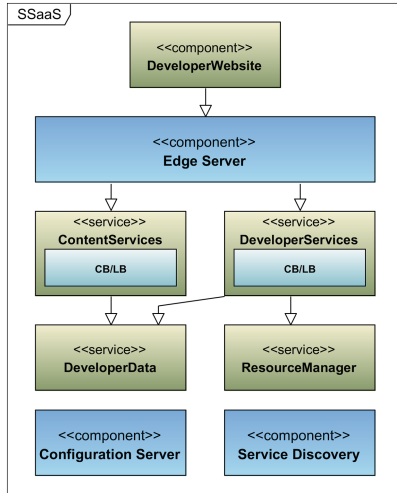 SSaaS
<<component>>
DeveloperWebsite
<<component>>
Edge Server
<<service>>
ContentServices
CB/LB
<<service>>
DeveloperServices
CB/LB
<<service>>
DeveloperData
<<service>>
ResourceManager
<<component>>
Configuration Server
<<component>>
Service Discovery